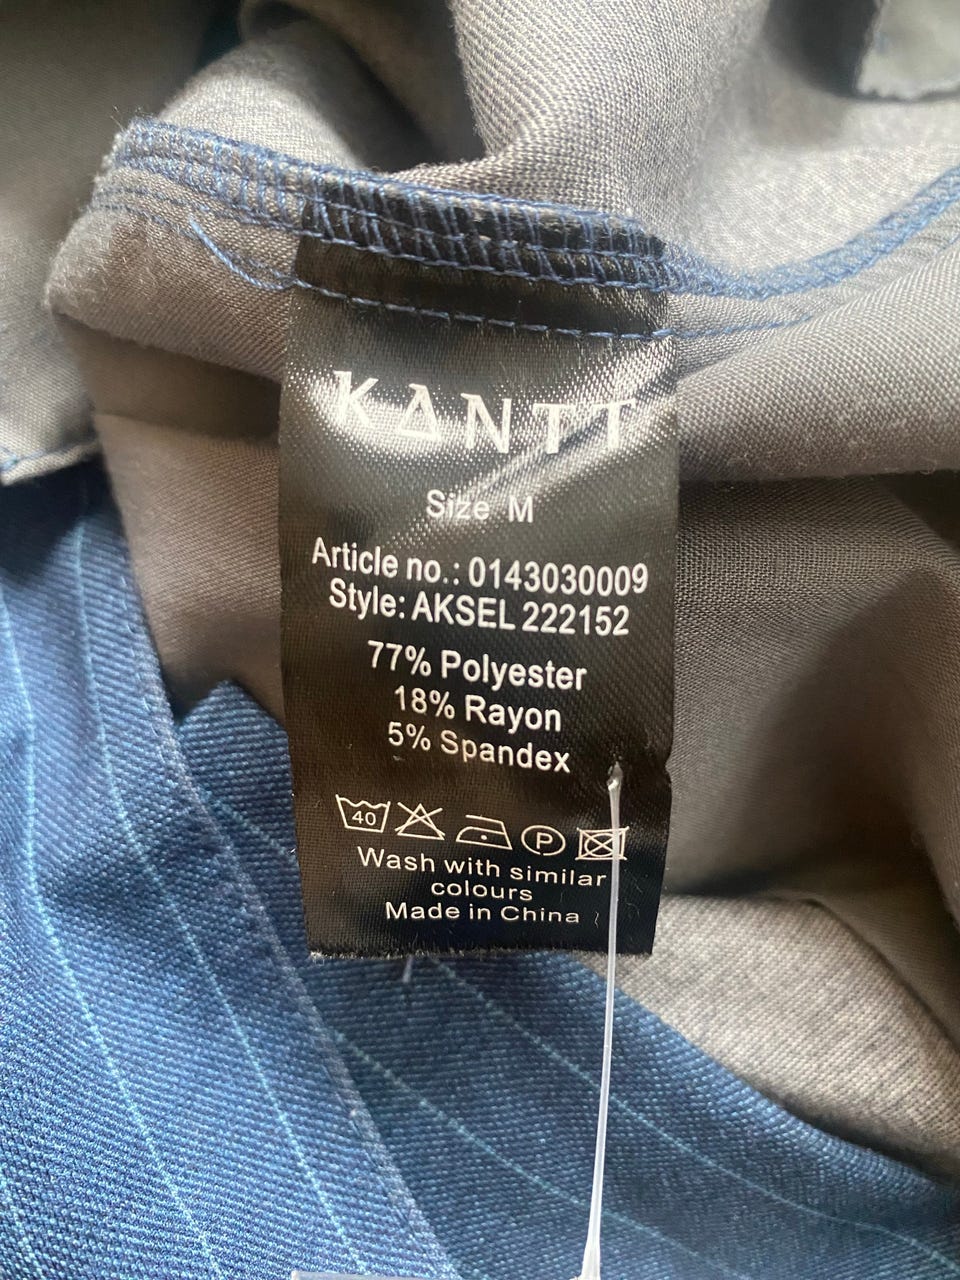 KANTT
Size M
Article no.: 0143030009
Style: AKSEL 222152
77% Polyester
18% Rayon
5% Spandex
40 P
Wash with similar
colours
Made in China